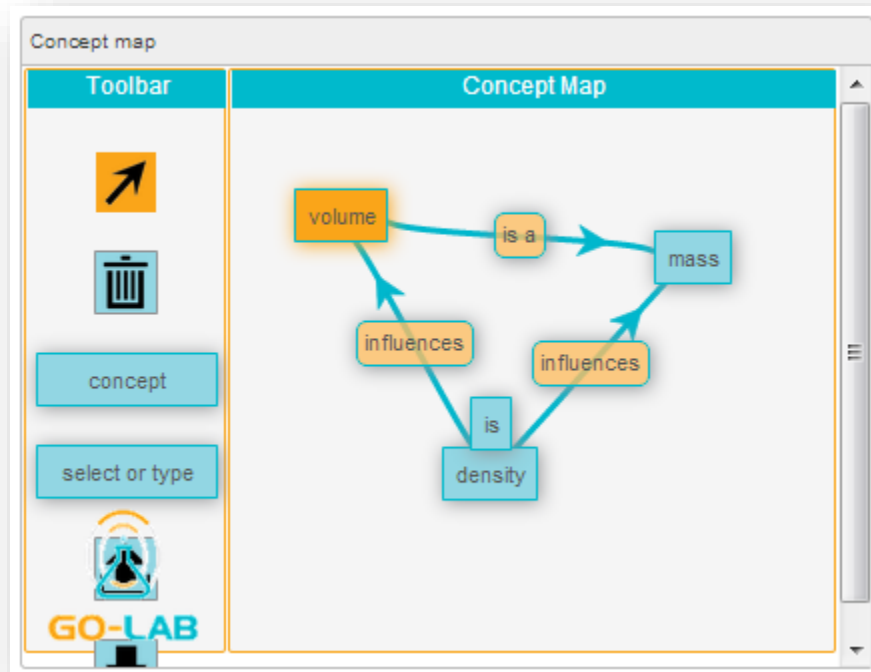 Concept map
Toolbar
Concept Map
volume
is a
mass
influences
influences
concept
is
select or type
density
GO-LAB